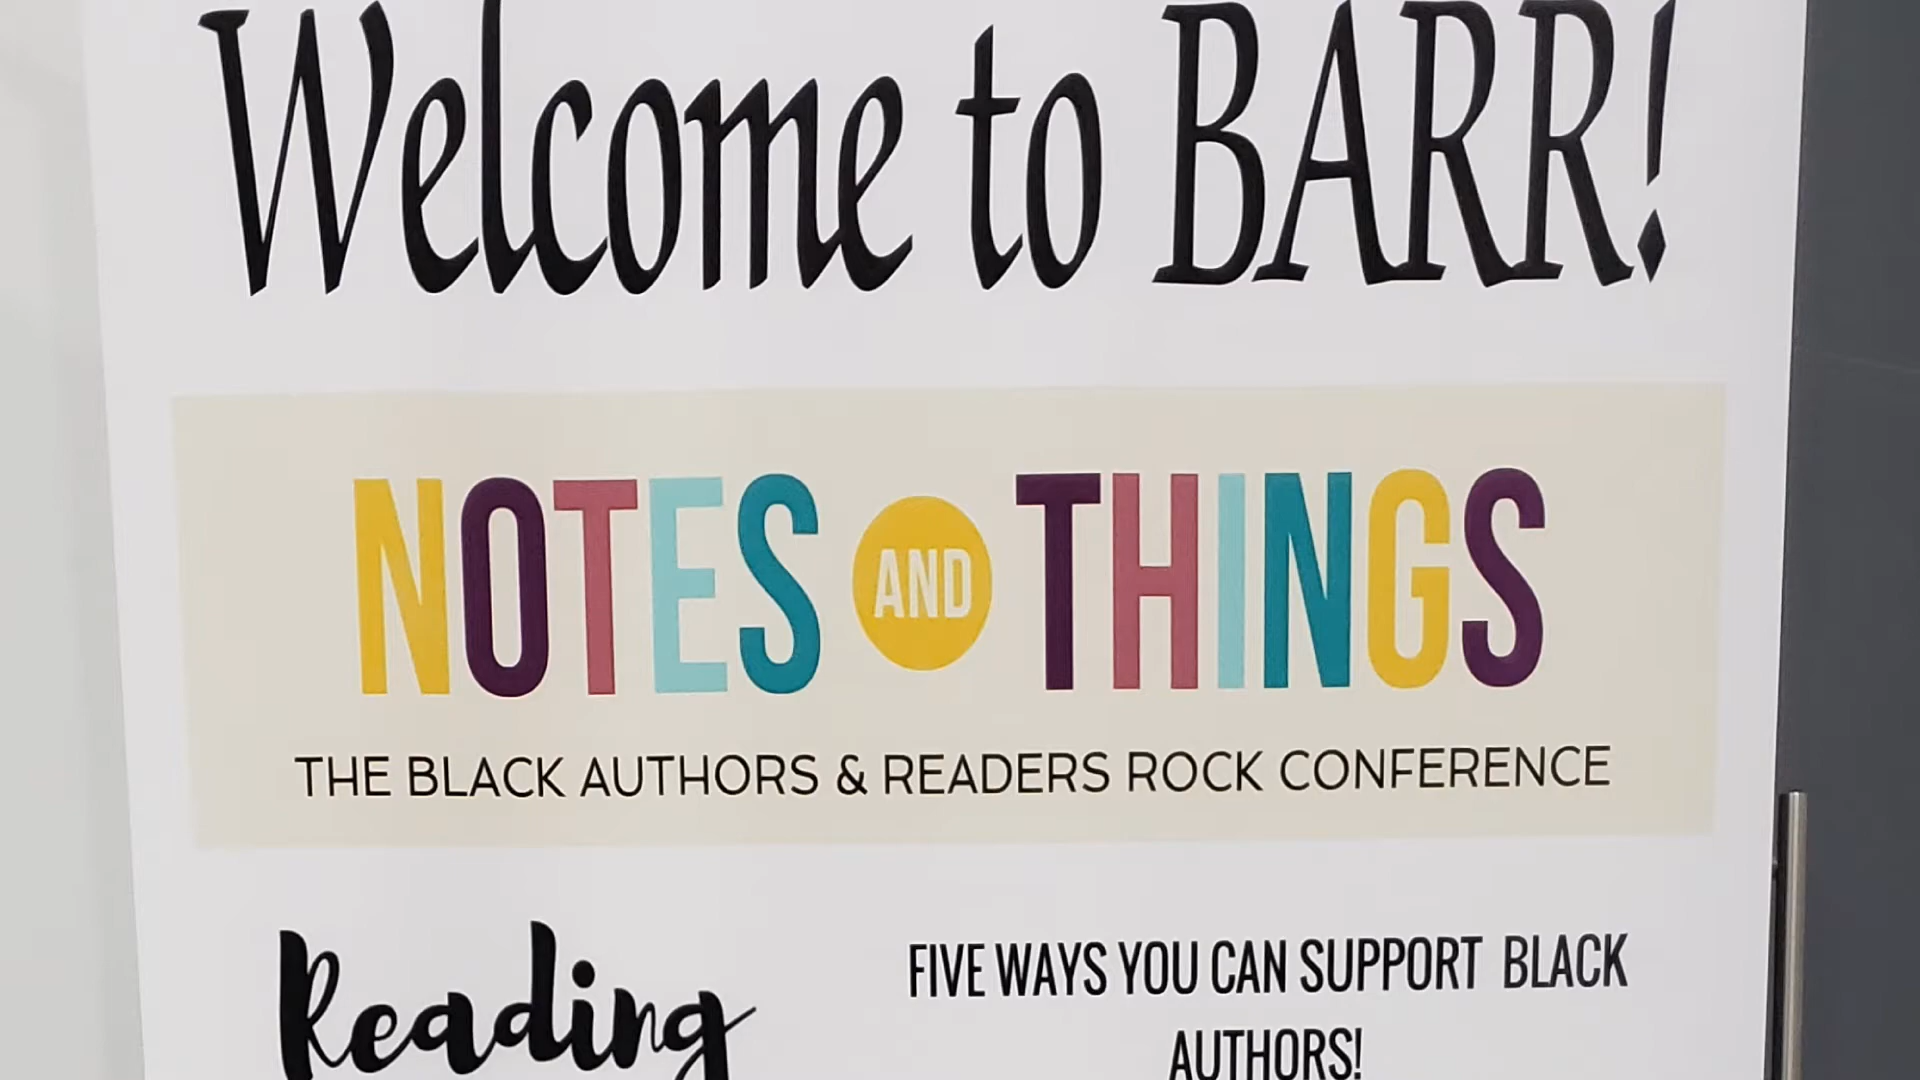 Welcome to BARR!
NOTES AND THINGS
THE BLACK AUTHORS & READERS ROCK CONFERENCE
Reading
FIVE WAYS YOU CAN SUPPORT BLACK
AUTHORS!